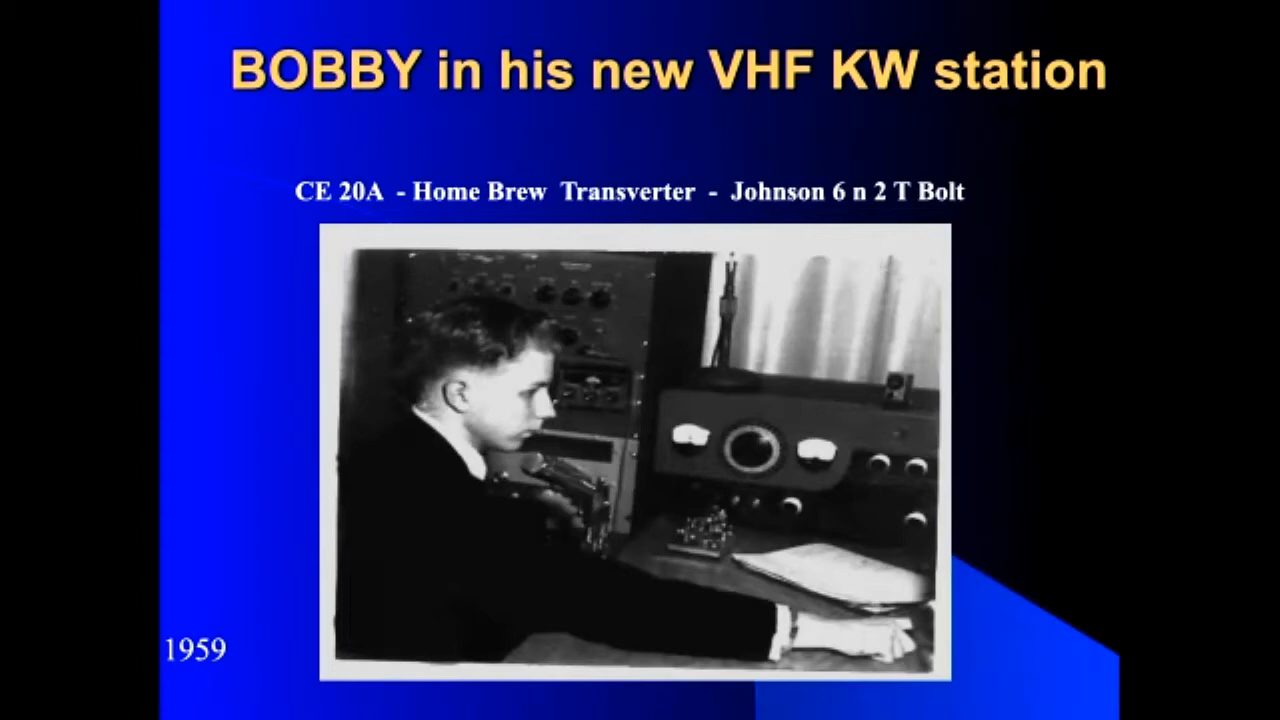 BOBBY in his new VHF KW station
CE 20A - Home Brew Transverter - Johnson 6 n 2 T Bolt
1959